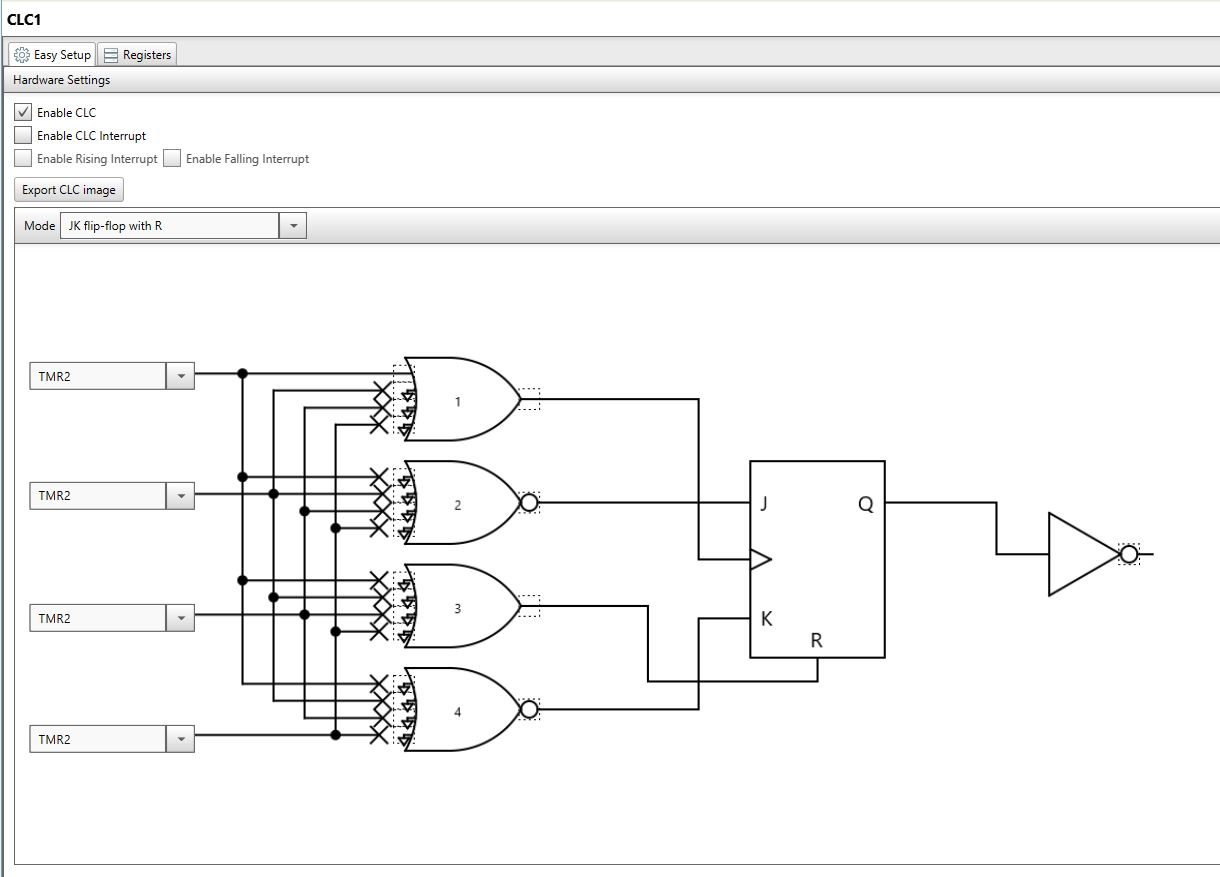 CLC1
Easy Setup Registers
Hardware Settings
Enable CLC
Enable CLC Interrupt
Enable Rising Interrupt Enable Falling Interrupt
Export CLC image
Mode JK flip-flop with R
TMR2
1
TMR2
2
J Q
TMR2
3
K
R
TMR2
4